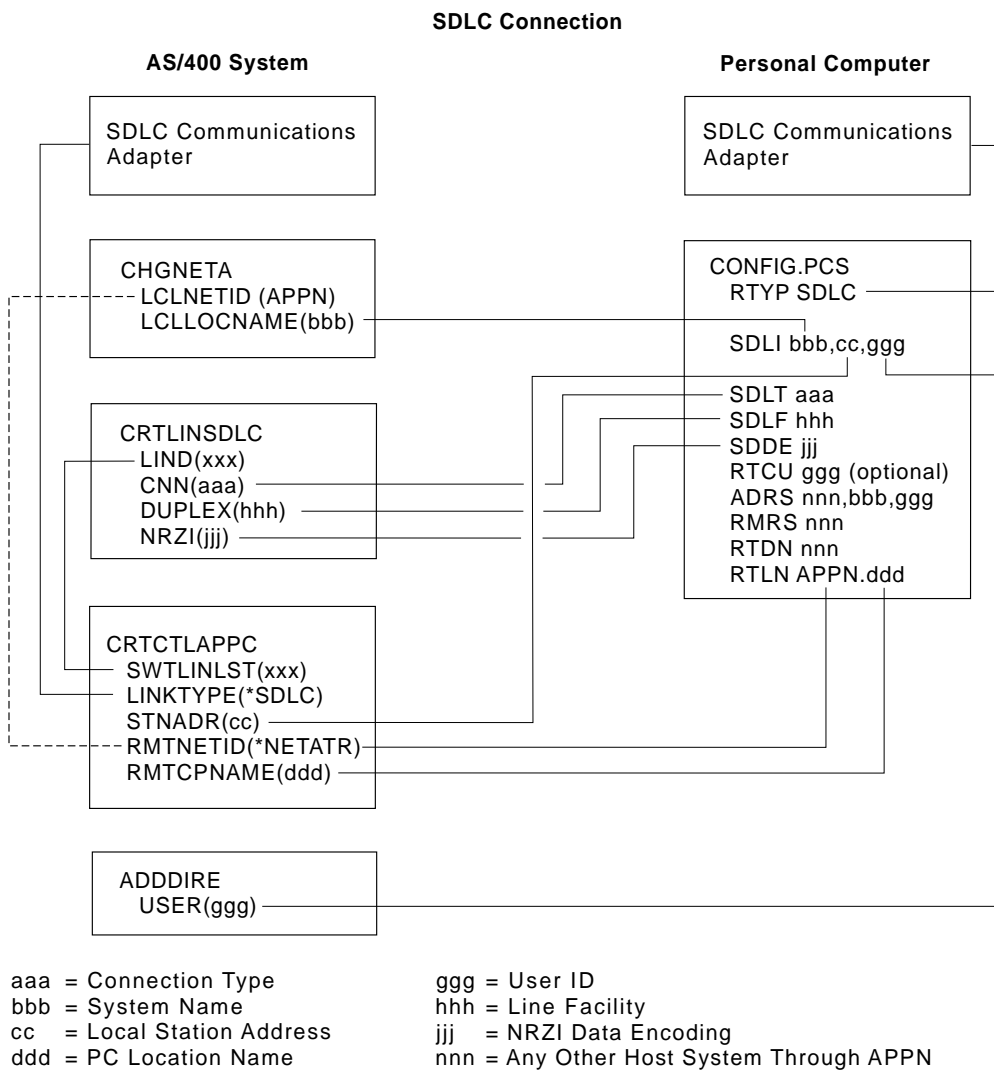 SDLC Connection
AS/400 System
Personal Computer
SDLC Communications
Adapter
SDLC Communications
Adapter
CHGNETA
LCLNETID (APPN)
LCLLOCNAME(bbb)
CONFIG.PCS
RTYP SDLC
SDLI bbb,cc,ggg
SDLT aaa
SDLF hhh
SDDE jjj
RTCU ggg (optional)
ADRS nnn,bbb,ggg
RMRS nnn
RTDN nnn
RTLN APPN.ddd
CRTLINSDLC
LIND(xxx)
CNN(aaa)
DUPLEX(hhh)
NRZI(jjj)
CRTCTLAPPC
SWTLINLST(xxx)
LINKTYPE(*SDLC)
STNADR(cc)
RMTNETID(*NETATR)
RMTCPNAME(ddd)
ADDDIRE
USER(ggg)
aaa = Connection Type
bbb = System Name
cc = Local Station Address
ddd = PC Location Name
ggg = User ID
hhh = Line Facility
jjj = NRZI Data Encoding
nnn = Any Other Host System Through APPN